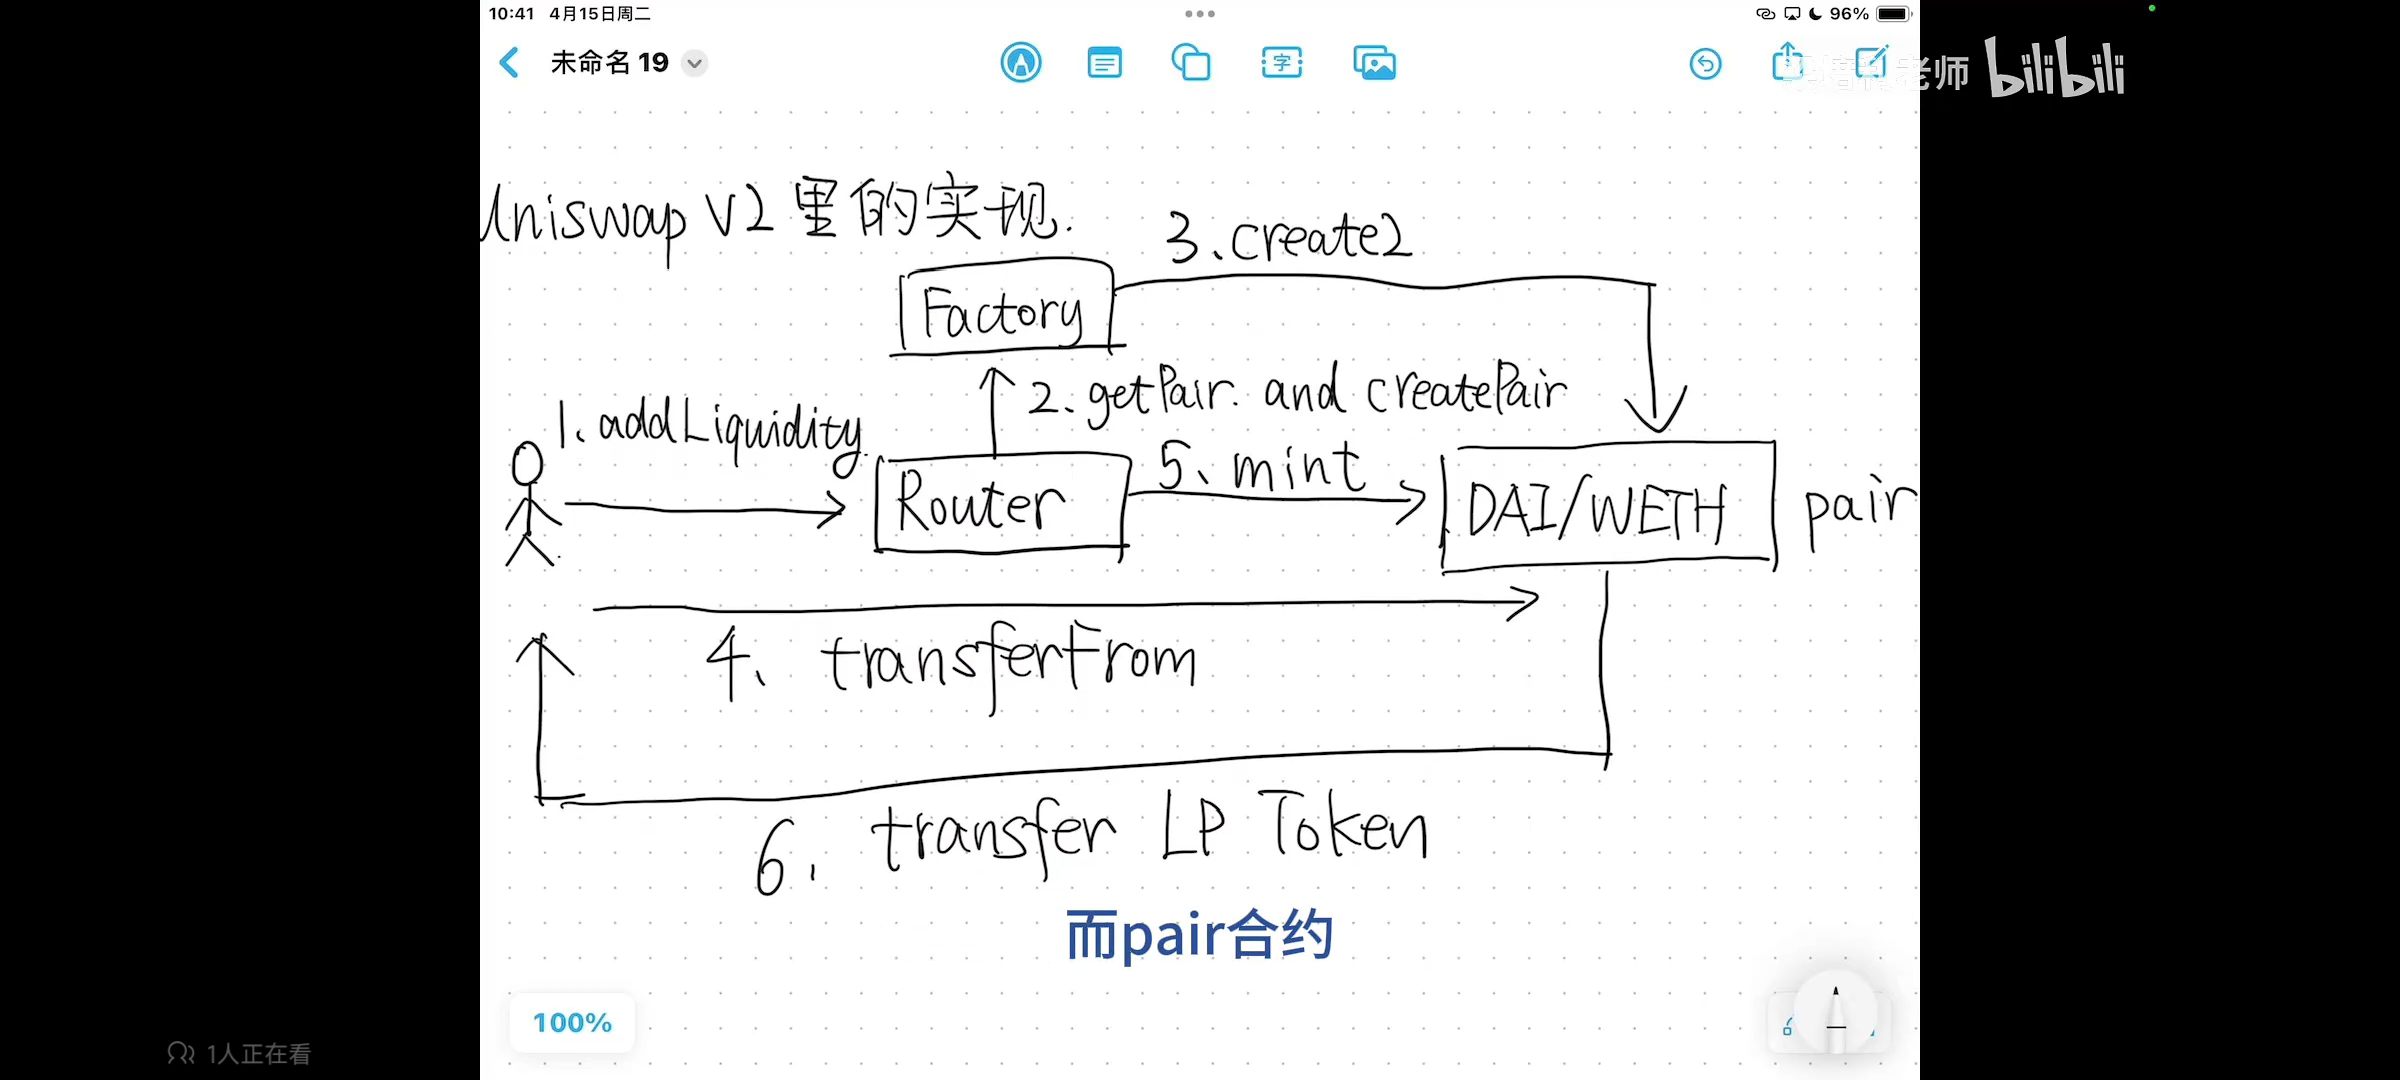 10:41 4月15日周二
96%
未命名 19
字
老师 bilibili
Uniswap V2 里的实现.
3、create2
Factory
2、getPair. and createPair
1、addLiquidity.
5、mint
Router
DAI/WETH
pair
4、transferFrom
6、transfer LP Token
而pair合约
100%
1人正在看